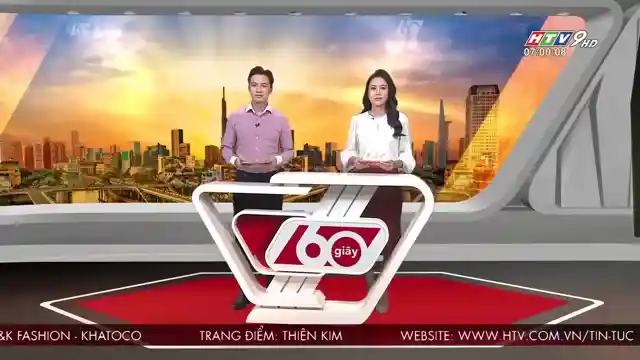 HTV9 HD
07:00:08
60 giây
&K FASHION - KHATOCO TRANG ĐIỂM: THIÊN KIM WEBSITE: WWW.HTV.COM.VN/TIN-TUC